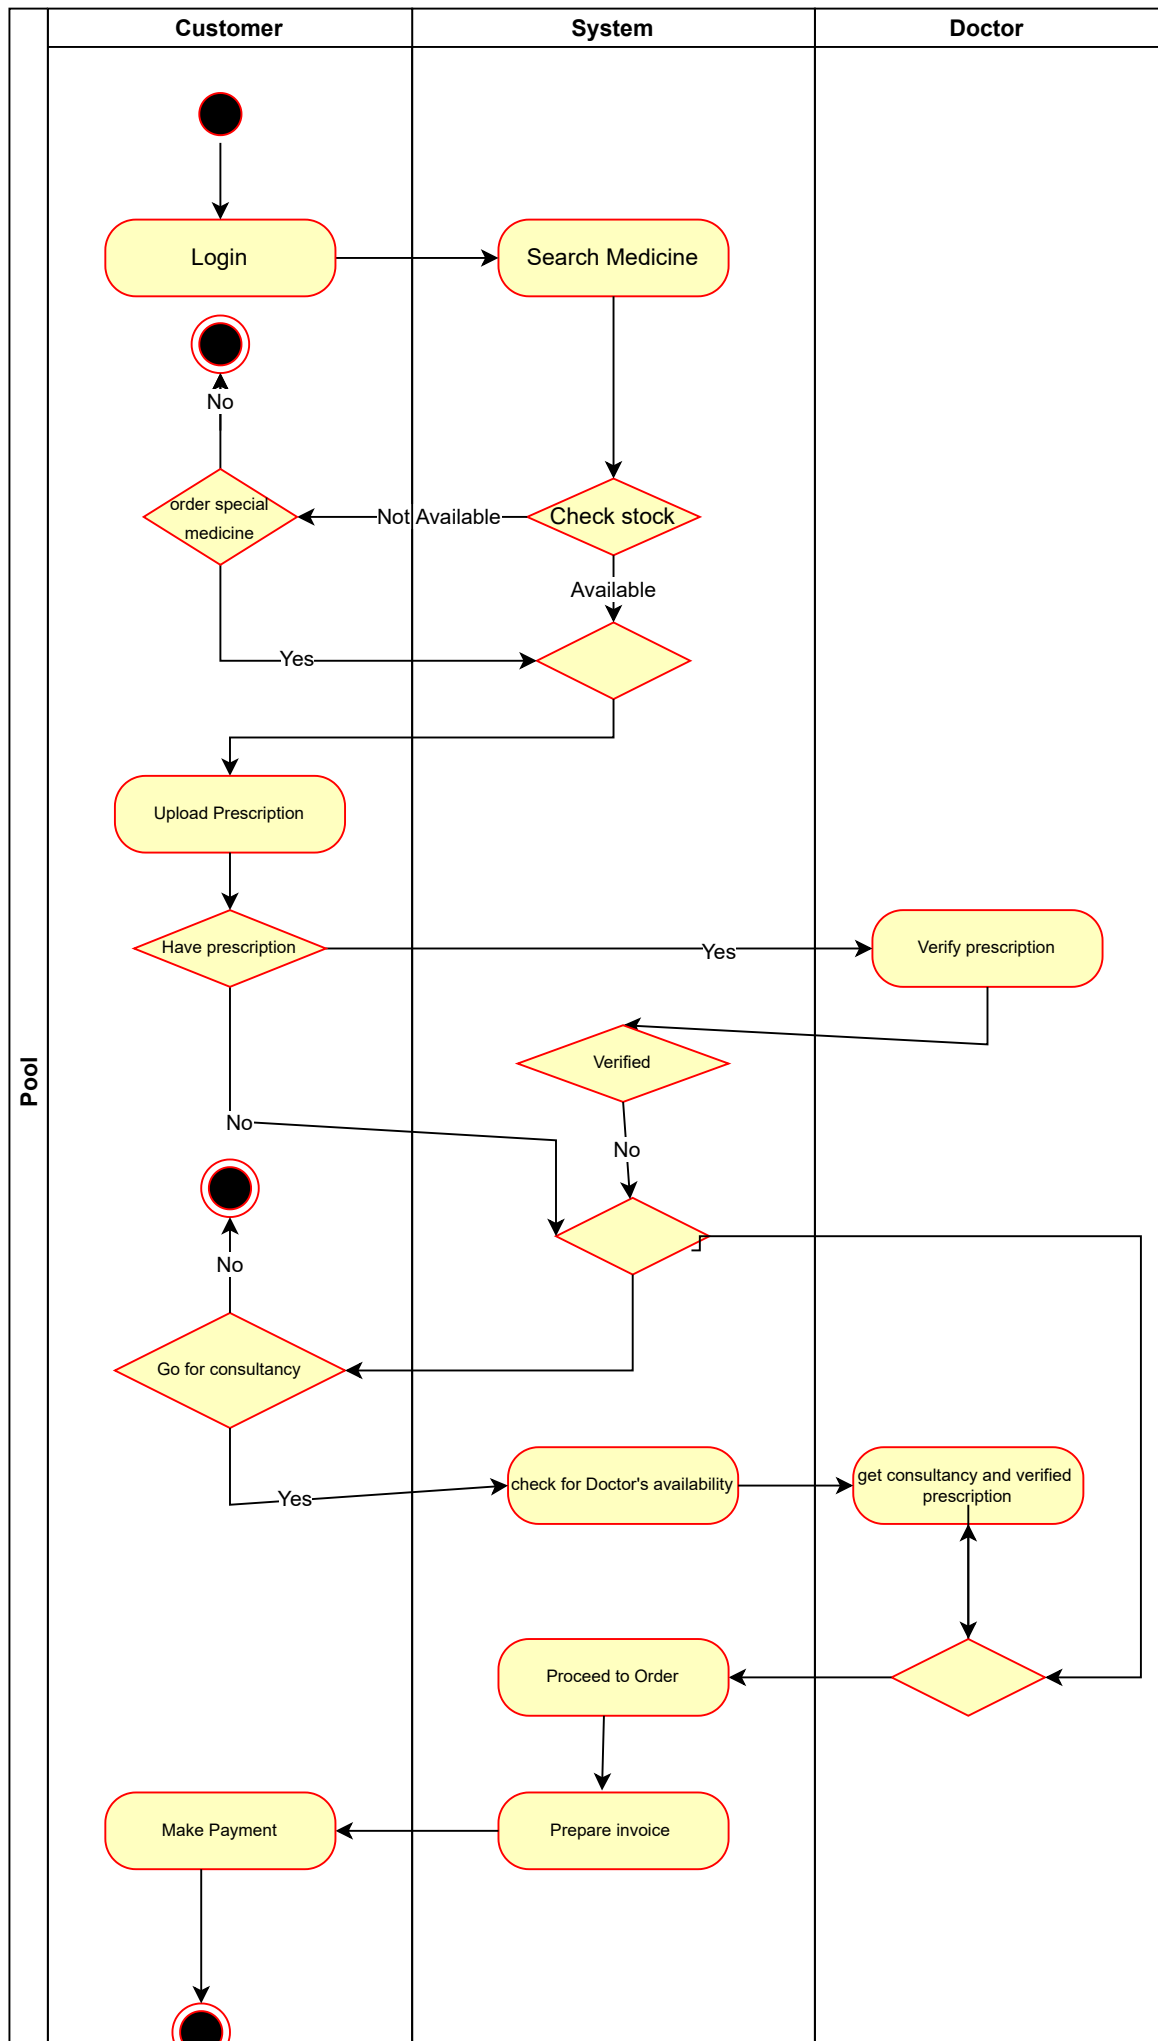 Customer
System
Doctor
Pool
Login
Search Medicine
No
order special
medicine
Not Available
Check stock
Available
Yes
Upload Prescription
Have prescription
Yes
Verify prescription
Verified
No
No
No
Go for consultancy
Yes
check for Doctor's availability
get consultancy and verified
prescription
Proceed to Order
Make Payment
Prepare invoice